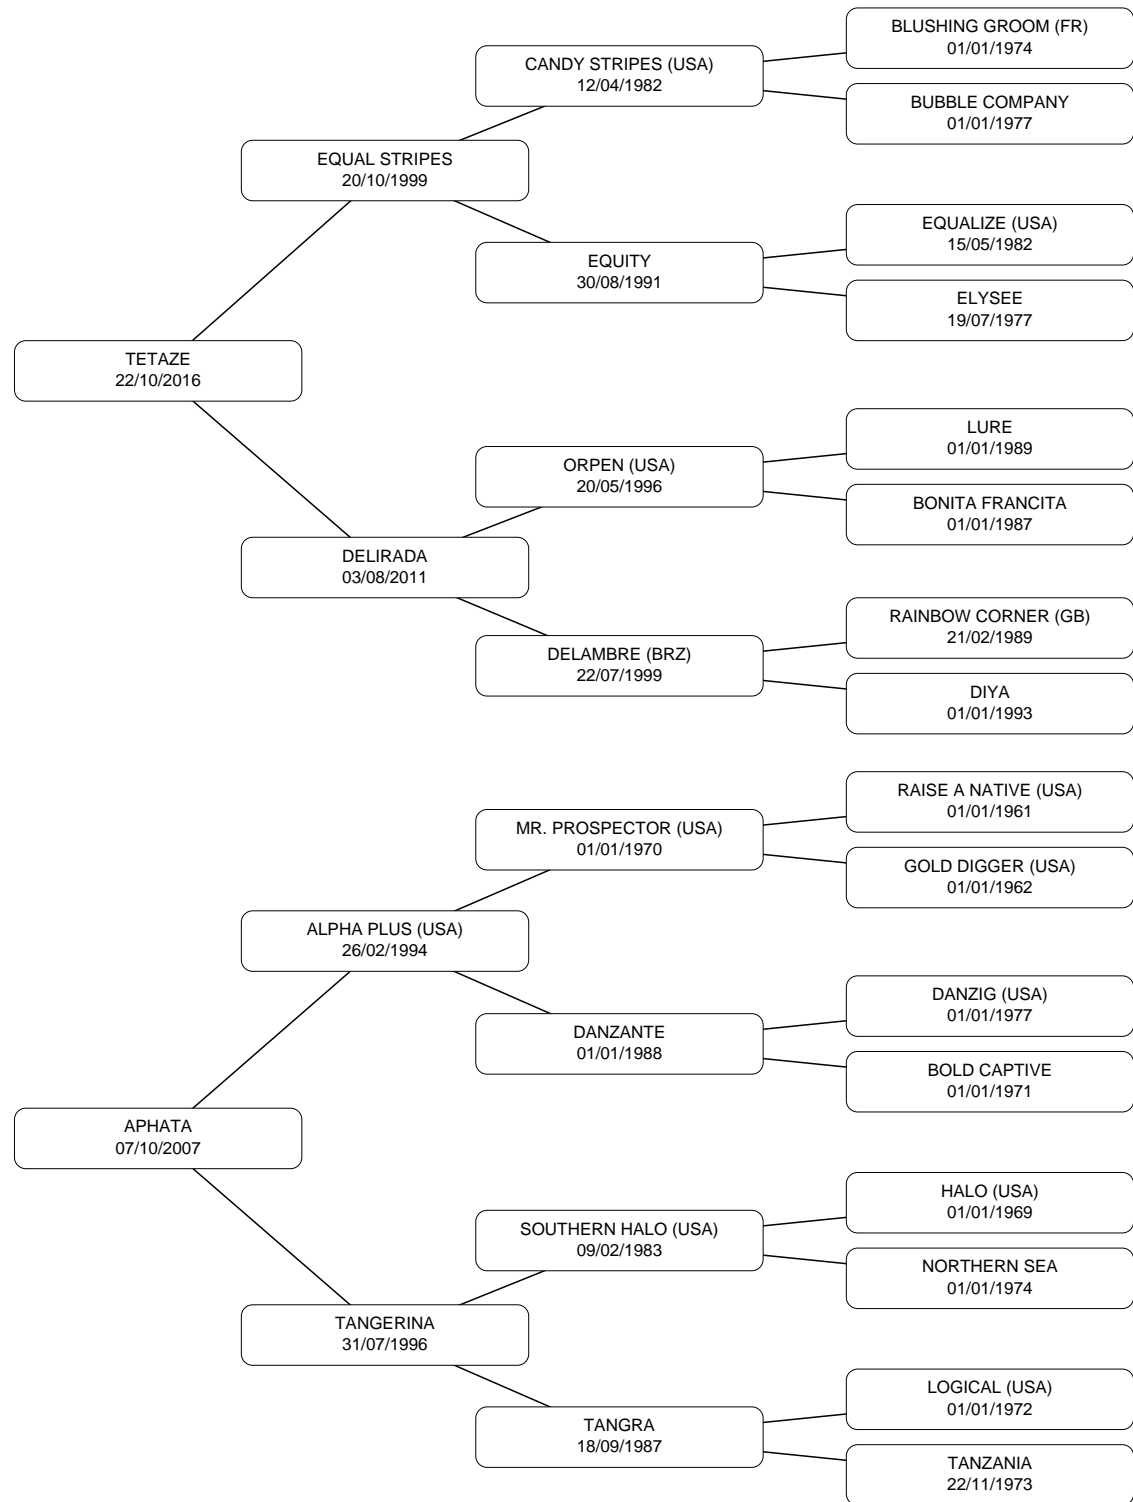 BLUSHING GROOM (FR)
01/01/1974
CANDY STRIPES (USA)
12/04/1982
BUBBLE COMPANY
01/01/1977
EQUAL STRIPES
20/10/1999
EQUALIZE (USA)
15/05/1982
EQUITY
30/08/1991
ELYSEE
19/07/1977
TETAZE
22/10/2016
LURE
01/01/1989
ORPEN (USA)
20/05/1996
BONITA FRANCITA
01/01/1987
DELIRADA
03/08/2011
RAINBOW CORNER (GB)
21/02/1989
DELAMBRE (BRZ)
22/07/1999
DIYA
01/01/1993
RAISE A NATIVE (USA)
01/01/1961
MR. PROSPECTOR (USA)
01/01/1970
GOLD DIGGER (USA)
01/01/1962
ALPHA PLUS (USA)
26/02/1994
DANZIG (USA)
01/01/1977
DANZANTE
01/01/1988
BOLD CAPTIVE
01/01/1971
APHATA
07/10/2007
HALO (USA)
01/01/1969
SOUTHERN HALO (USA)
09/02/1983
NORTHERN SEA
01/01/1974
TANGERINA
31/07/1996
LOGICAL (USA)
01/01/1972
TANGRA
18/09/1987
TANZANIA
22/11/1973